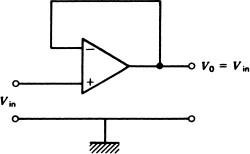 −
+
V₀ = Vᵢₙ
Vᵢₙ